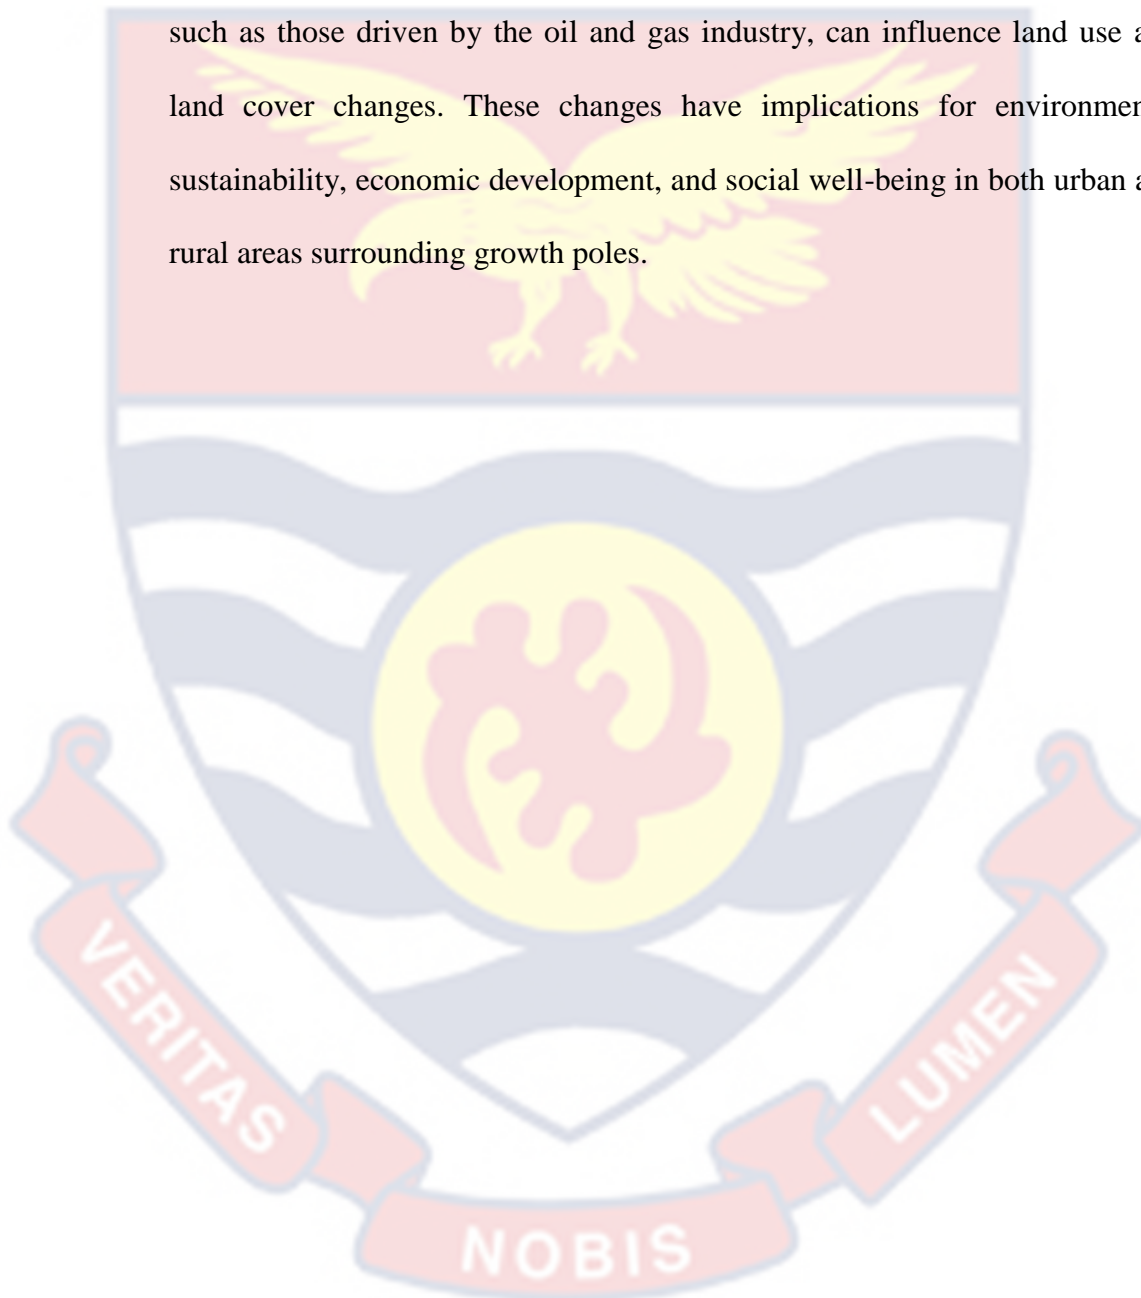 such as those driven by the oil and gas industry, can influence land use a
land cover changes. These changes have implications for environmen
sustainability, economic development, and social well-being in both urban a
rural areas surrounding growth poles.
VERITAS
NOBIS
LUMEN